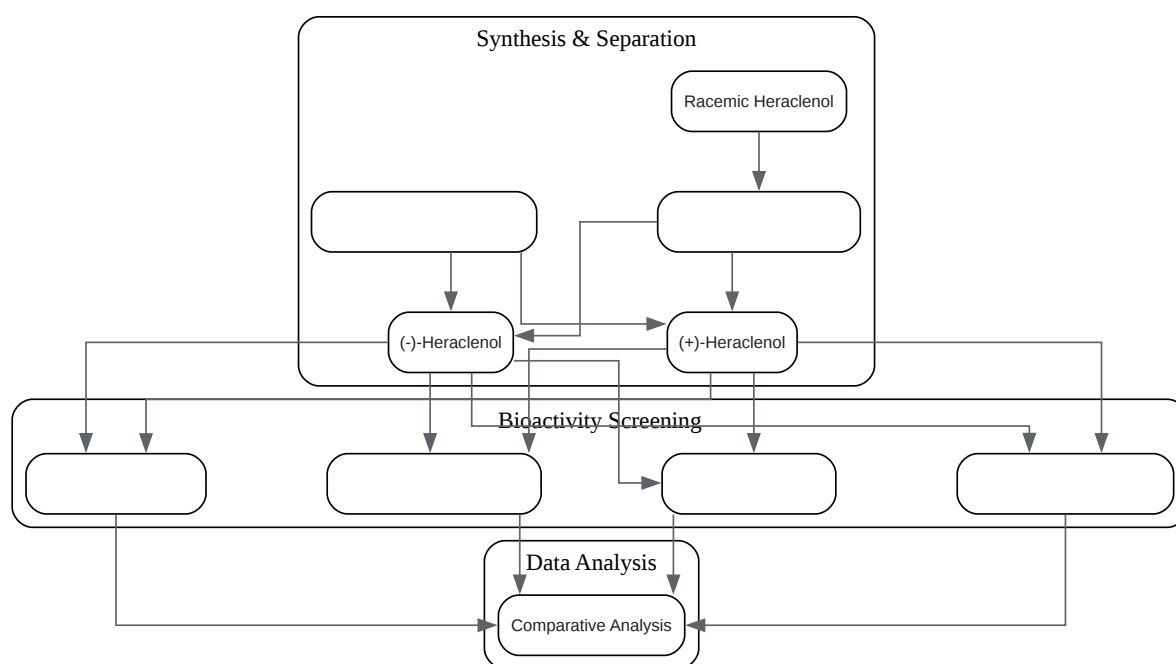 Synthesis & Separation
Racemic Heraclenol
(-)-Heraclenol
(+)-Heraclenol
Bioactivity Screening
Data Analysis
Comparative Analysis